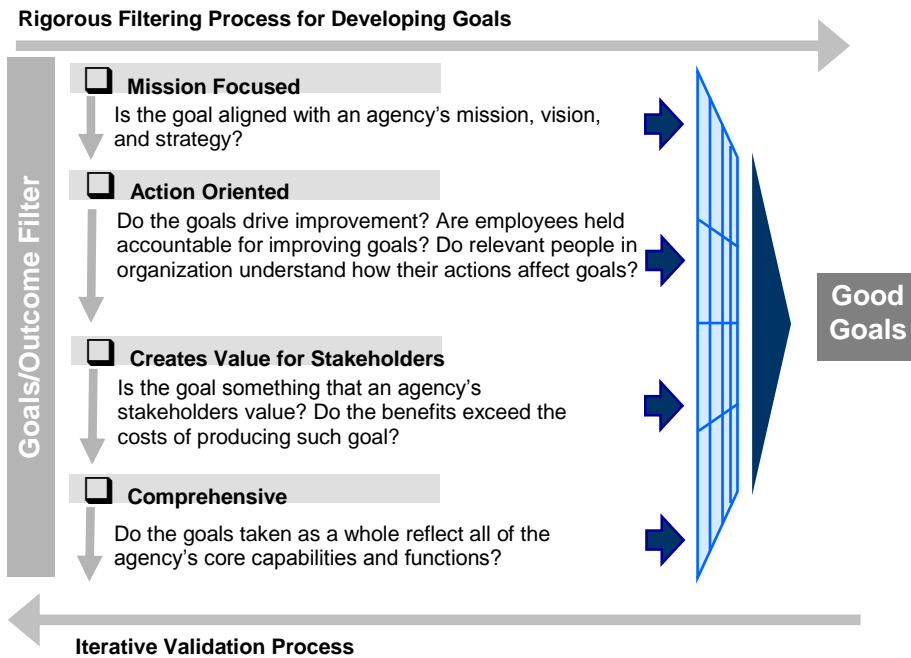 Rigorous Filtering Process for Developing Goals
Goals/Outcome Filter
Mission Focused
Is the goal aligned with an agency's mission, vision,
and strategy?
Action Oriented
Do the goals drive improvement? Are employees held
accountable for improving goals? Do relevant people in
organization understand how their actions affect goals?
Creates Value for Stakeholders
Is the goal something that an agency's
stakeholders value? Do the benefits exceed the
costs of producing such goal?
Comprehensive
Do the goals taken as a whole reflect all of the
agency's core capabilities and functions?
Good
Goals
Iterative Validation Process